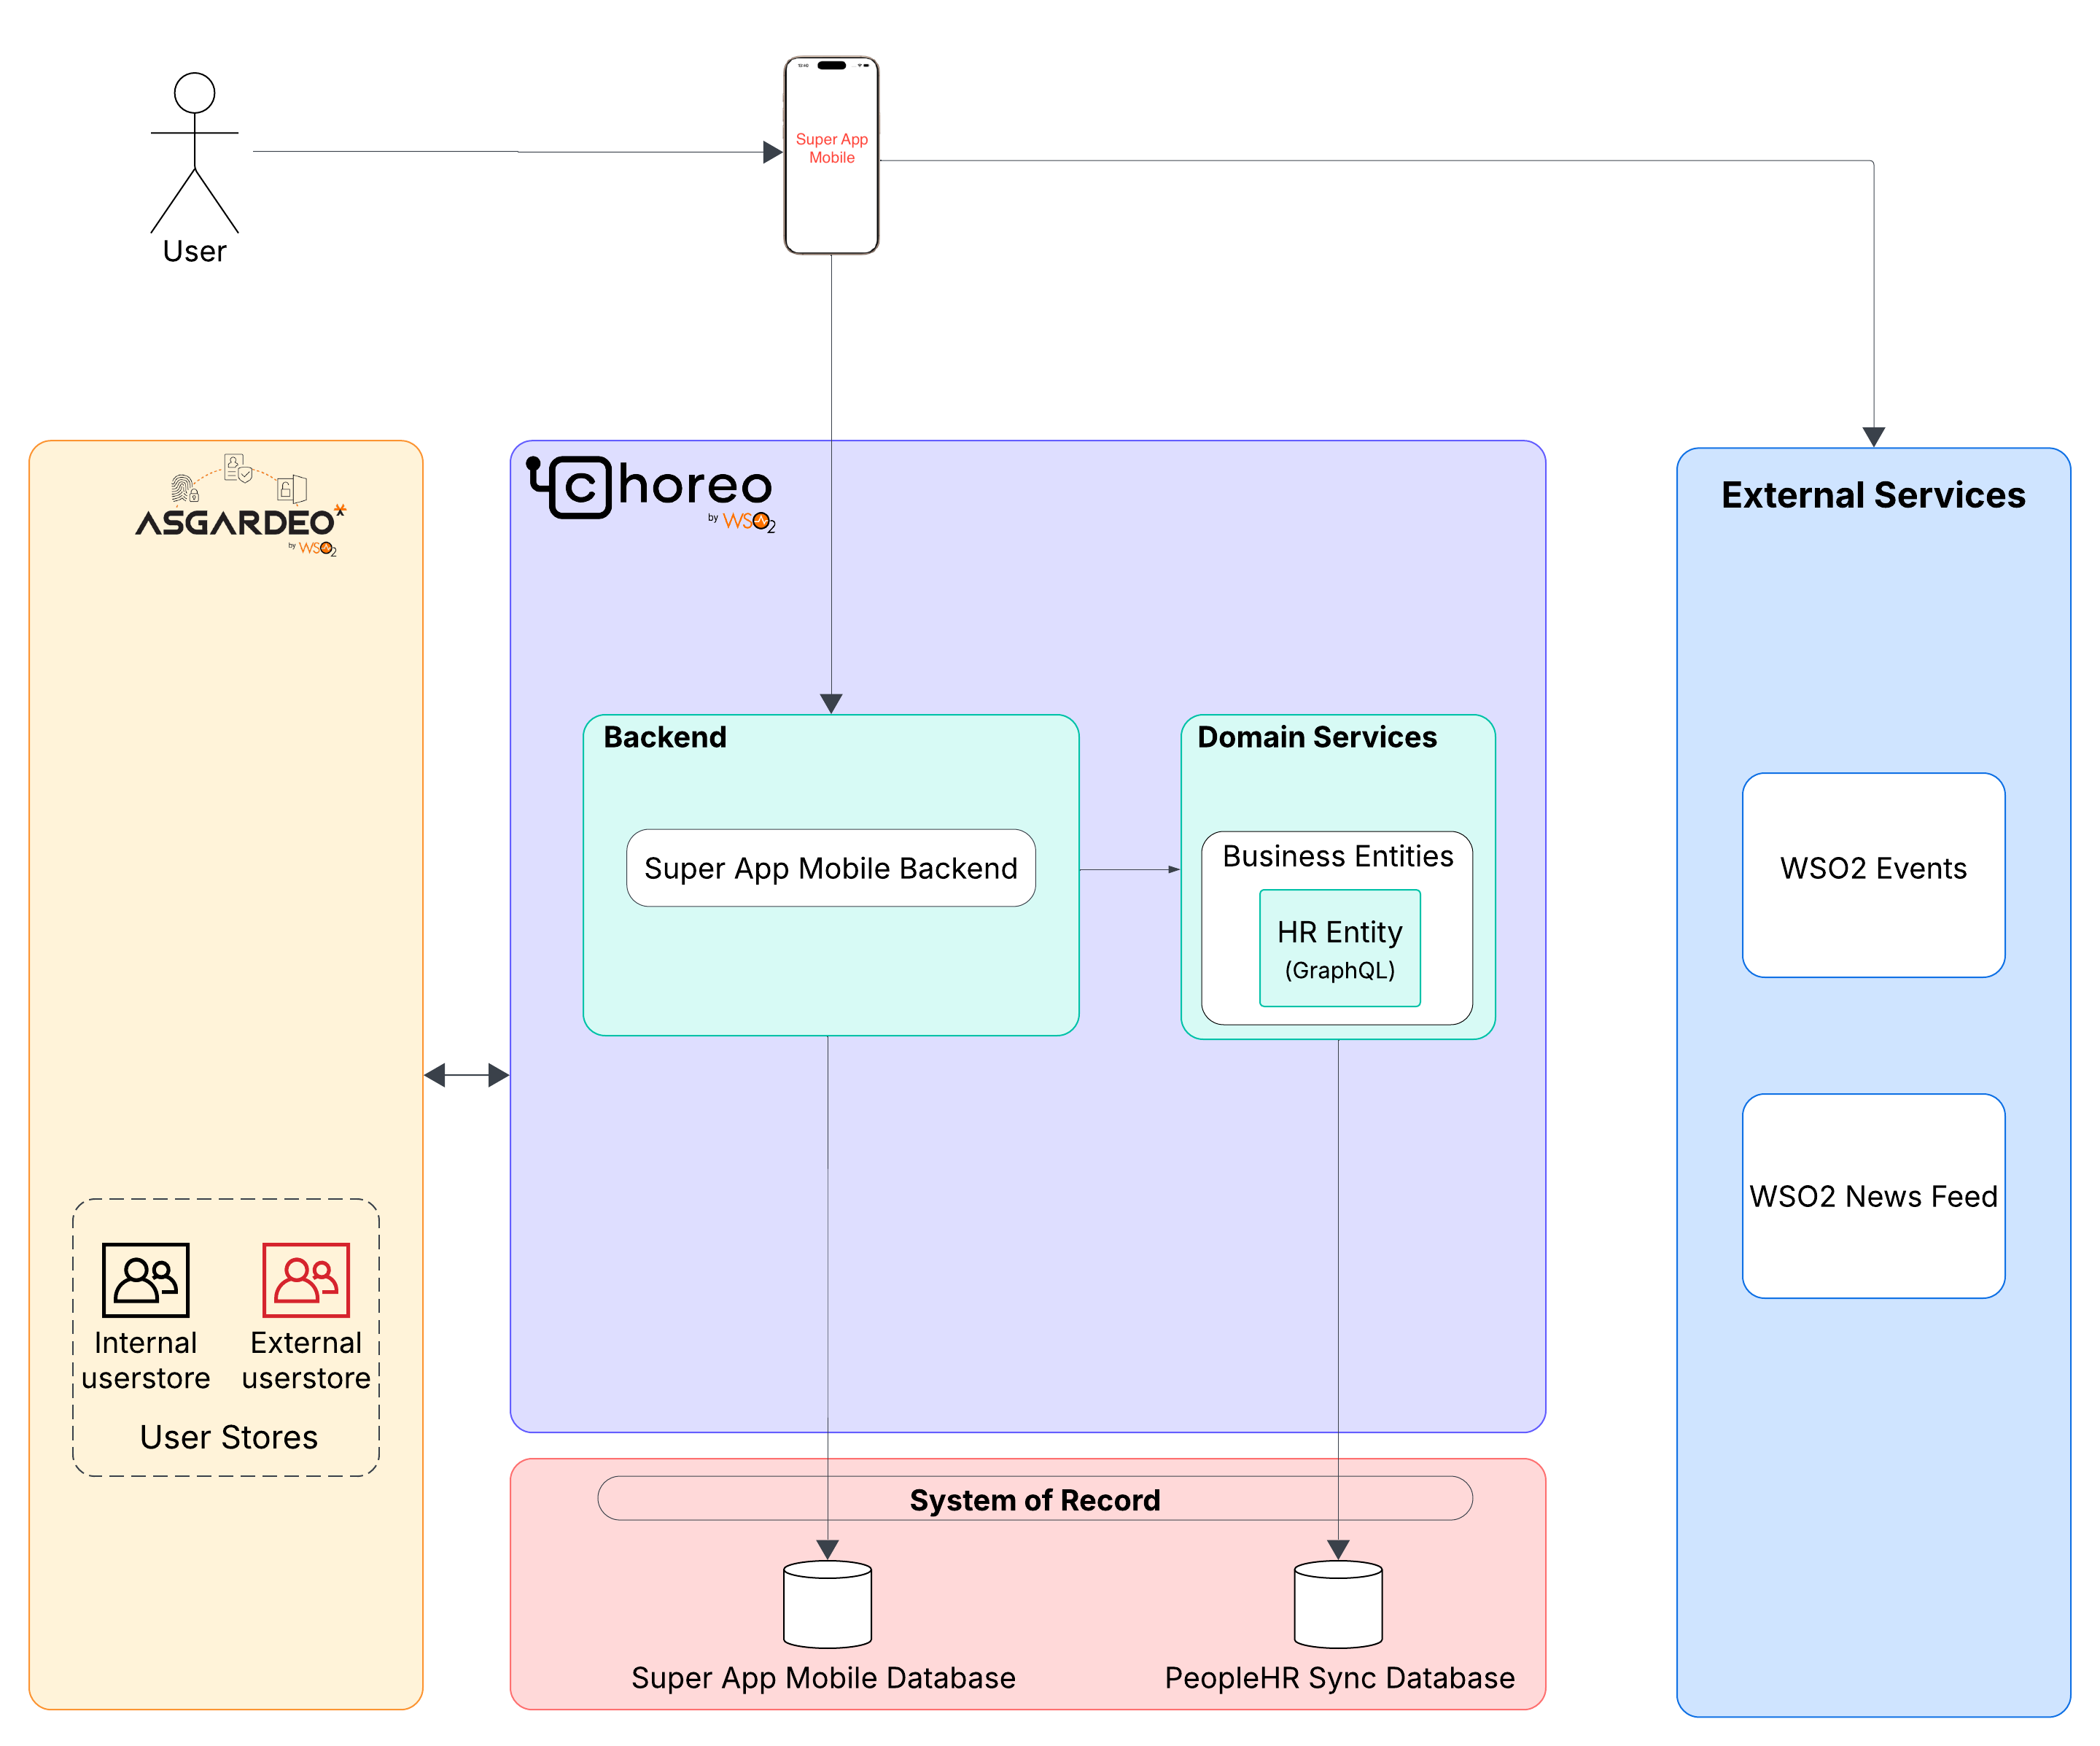 Super App
Mobile
User
ASGARDEO
by WSO2
choreo
by WSO2
External Services
Backend
Domain Services
Super App Mobile Backend
Business Entities
HR Entity
(GraphQL)
WSO2 Events
WSO2 News Feed
Internal
userstore
External
userstore
User Stores
System of Record
Super App Mobile Database
PeopleHR Sync Database